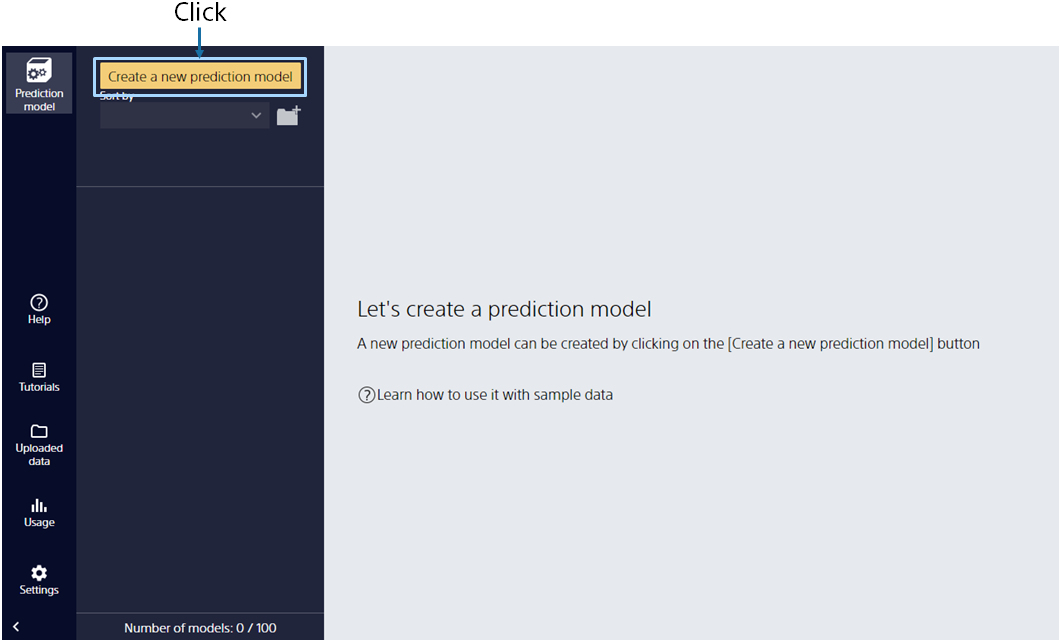 Click
Prediction
model
Create a new prediction model
Sort by
Let's create a prediction model
A new prediction model can be created by clicking on the [Create a new prediction model] button
?Learn how to use it with sample data
?
Help
Tutorials
Uploaded
data
Usage
Settings
Number of models: 0 / 100